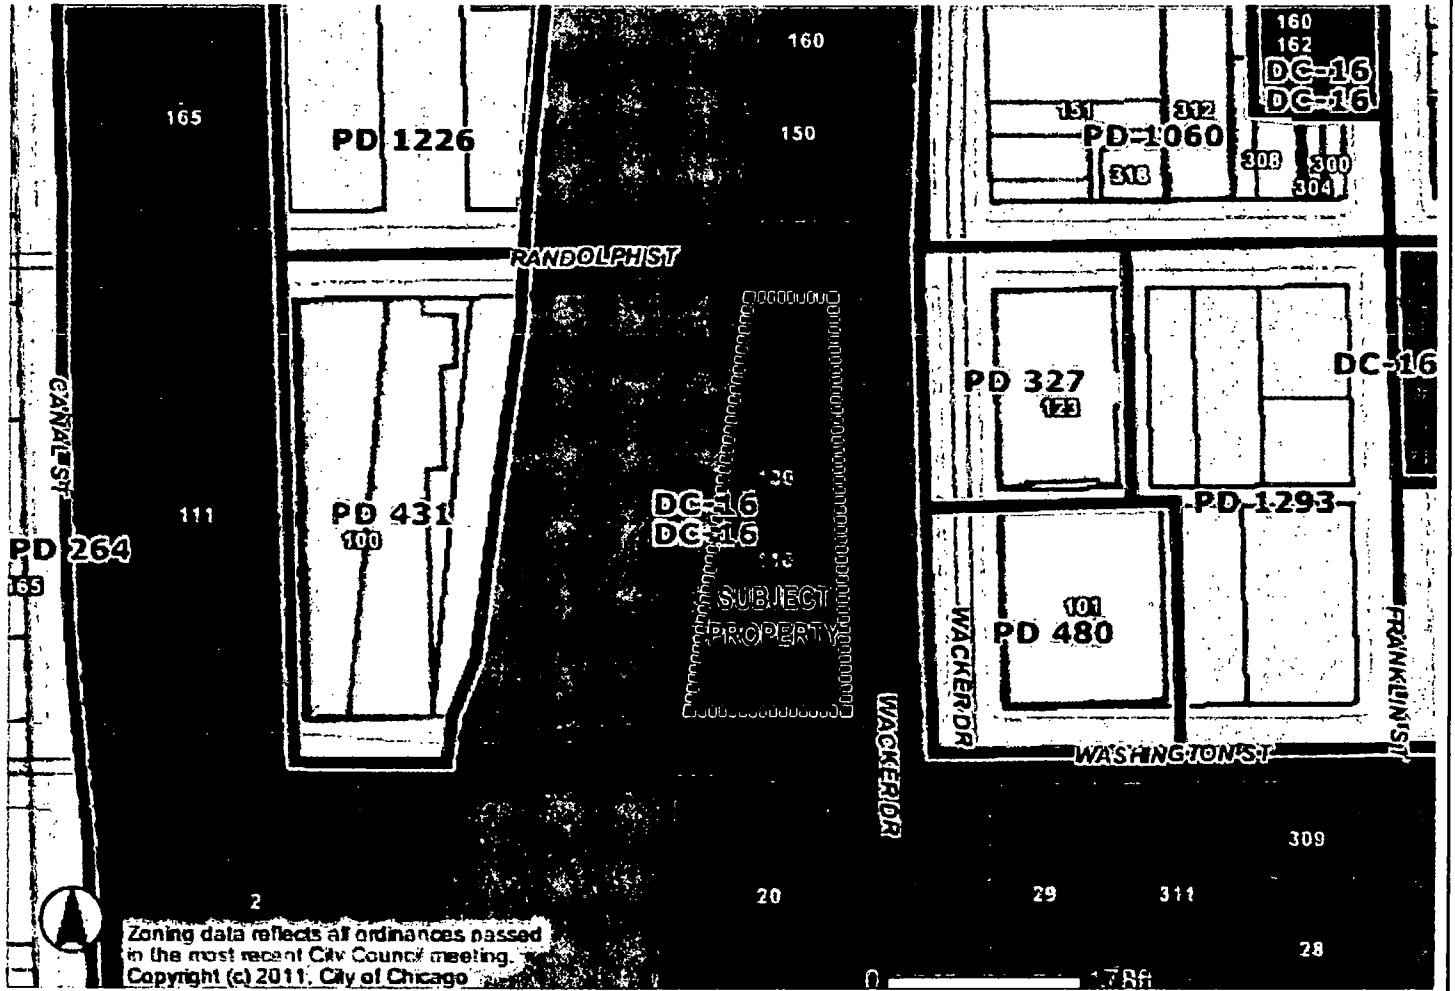 160
160
162
DC-16
DC-16
165
PD 1226
150
151
312
PD-1060
318
308
300
304
RANDOLPH ST
DC-16
PD 327
123
CANAL ST
111
PD 431
100
DC-16
DC-16
PD 1293
PD 264
165
SUBJECT
PROPERTY
101
PD 480
WACKER DR
FRANKLIN ST
WACKER DR
WASHINGTON ST
309
2
20
29
311
28
Zoning data reflects all ordinances passed
in the most recent City Council meeting.
Copyright (c) 2011, City of Chicago
0